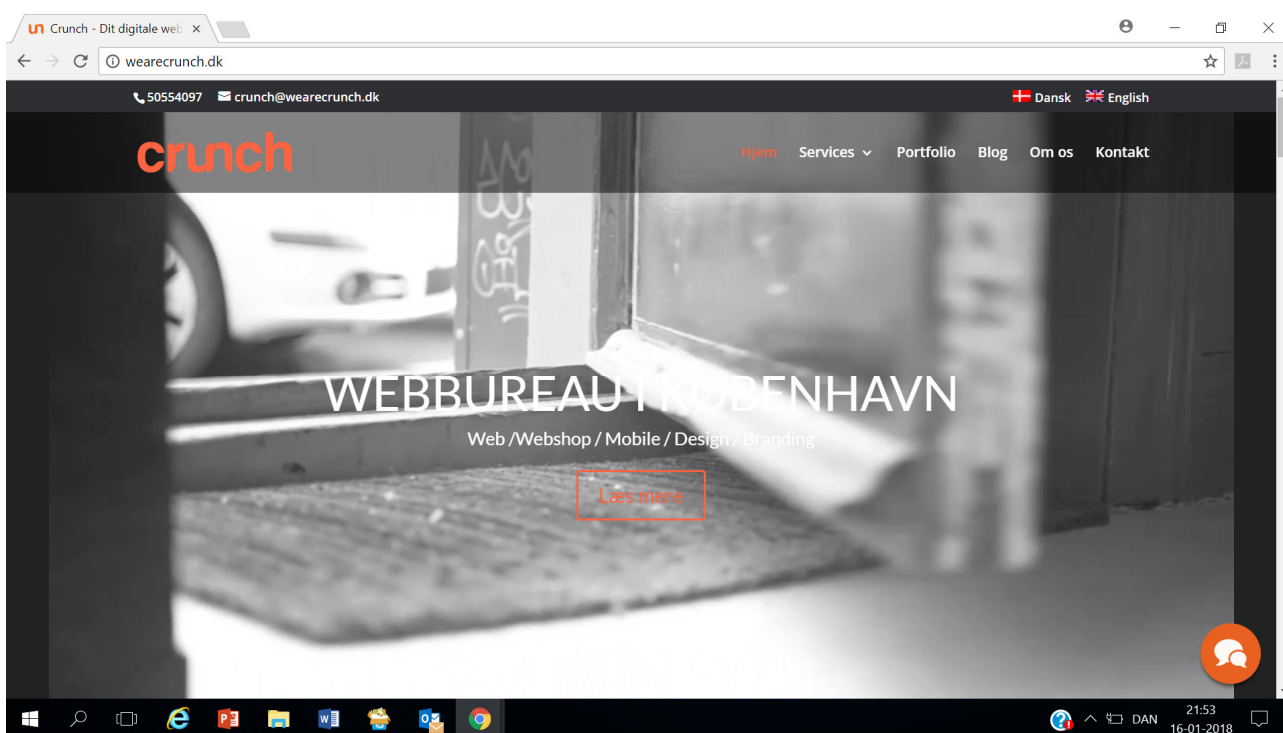 Crunch - Dit digitale web
wearecrunch.dk
50554097 crunch@wearecrunch.dk Dansk English
crunch
Hjem Services Portfolio Blog Om os Kontakt
WEBBUREAU I KØBENHAVN
Web /Webshop / Mobile / Design / Branding
Læs mere
DAN
21:53
16-01-2018